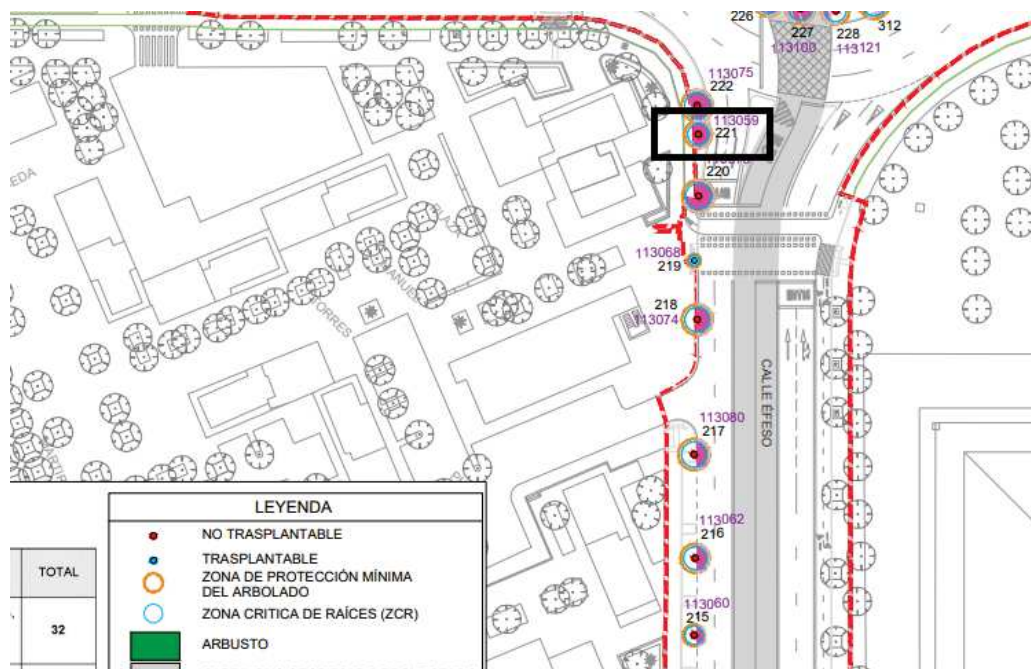 226
227
228
312
113100
113121
113075
222
113059
221
220
113068
219
218
113074
113080
217
CALLE ÉFESO
113062
216
113060
215
TORRES
LEYENDA
NO TRASPLANTABLE
TRASPLANTABLE
ZONA DE PROTECCIÓN MÍNIMA
DEL ARBOLADO
ZONA CRITICA DE RAÍCES (ZCR)
ARBUSTO
TOTAL
32